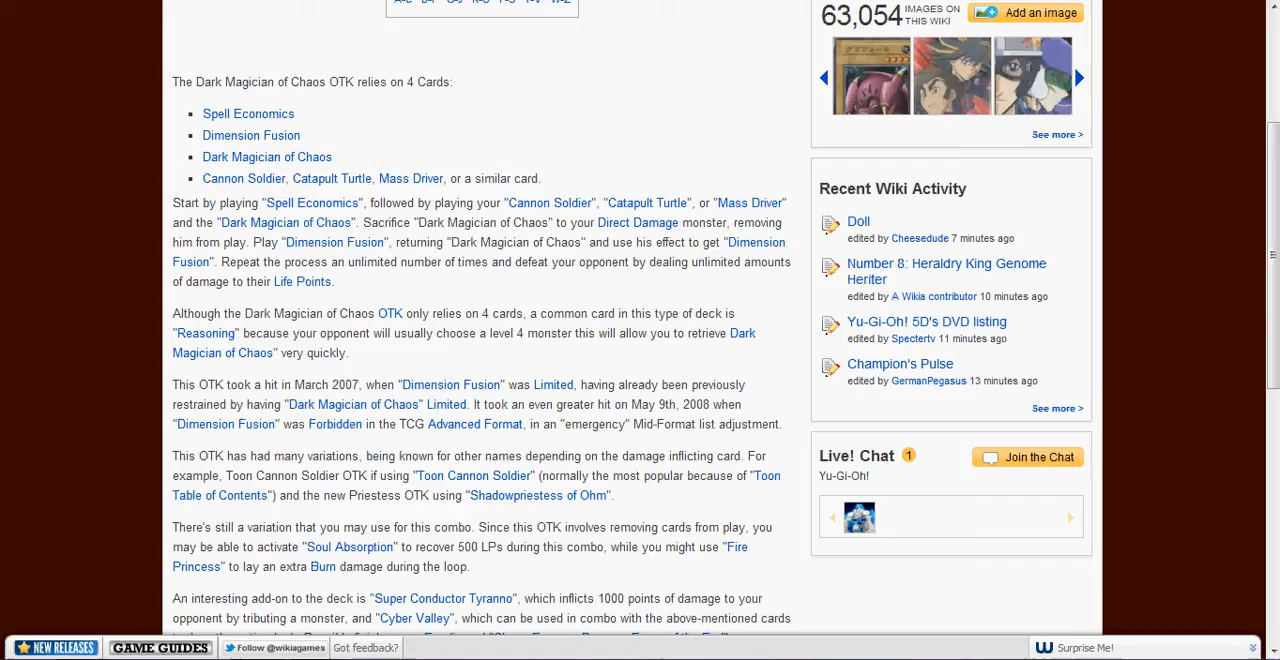 63,054 IMAGES ON THIS WIKI
Add an image
See more >
The Dark Magician of Chaos OTK relies on 4 Cards:
Spell Economics
Dimension Fusion
Dark Magician of Chaos
Cannon Soldier, Catapult Turtle, Mass Driver, or a similar card.
Start by playing "Spell Economics", followed by playing your "Cannon Soldier", "Catapult Turtle", or "Mass Driver"
and the "Dark Magician of Chaos". Sacrifice "Dark Magician of Chaos" to your Direct Damage monster, removing
him from play. Play "Dimension Fusion", returning "Dark Magician of Chaos" and use his effect to get "Dimension
Fusion". Repeat the process an unlimited number of times and defeat your opponent by dealing unlimited amounts
of damage to their Life Points.
Although the Dark Magician of Chaos OTK only relies on 4 cards, a common card in this type of deck is
"Reasoning" because your opponent will usually choose a level 4 monster this will allow you to retrieve Dark
Magician of Chaos" very quickly.
This OTK took a hit in March 2007, when "Dimension Fusion" was Limited, having already been previously
restrained by having "Dark Magician of Chaos" Limited. It took an even greater hit on May 9th, 2008 when
"Dimension Fusion" was Forbidden in the TCG Advanced Format, in an "emergency" Mid-Format list adjustment.
This OTK has had many variations, being known for other names depending on the damage inflicting card. For
example, Toon Cannon Soldier OTK if using "Toon Cannon Soldier" (normally the most popular because of "Toon
Table of Contents") and the new Priestess OTK using "Shadowpriestess of Ohm".
There's still a variation that you may use for this combo. Since this OTK involves removing cards from play, you
may be able to activate "Soul Absorption" to recover 500 LPs during this combo, while you might use "Fire
Princess" to lay an extra Burn damage during the loop.
An interesting add-on to the deck is "Super Conductor Tyranno", which inflicts 1000 points of damage to your
opponent by tributing a monster, and "Cyber Valley", which can be used in combo with the above-mentioned cards
Recent Wiki Activity
Doll
edited by Cheesedude 7 minutes ago
Number 8: Heraldry King Genome
Heriter
edited by A Wikia contributor 10 minutes ago
Yu-Gi-Oh! 5D's DVD listing
edited by Spectertv 11 minutes ago
Champion's Pulse
edited by GermanPegasus 13 minutes ago
See more >
Live! Chat 1
Join the Chat
Yu-Gi-Oh!
NEW RELEASES
GAME GUIDES
Follow @wikiagames
Got feedback?
W Surprise Me!